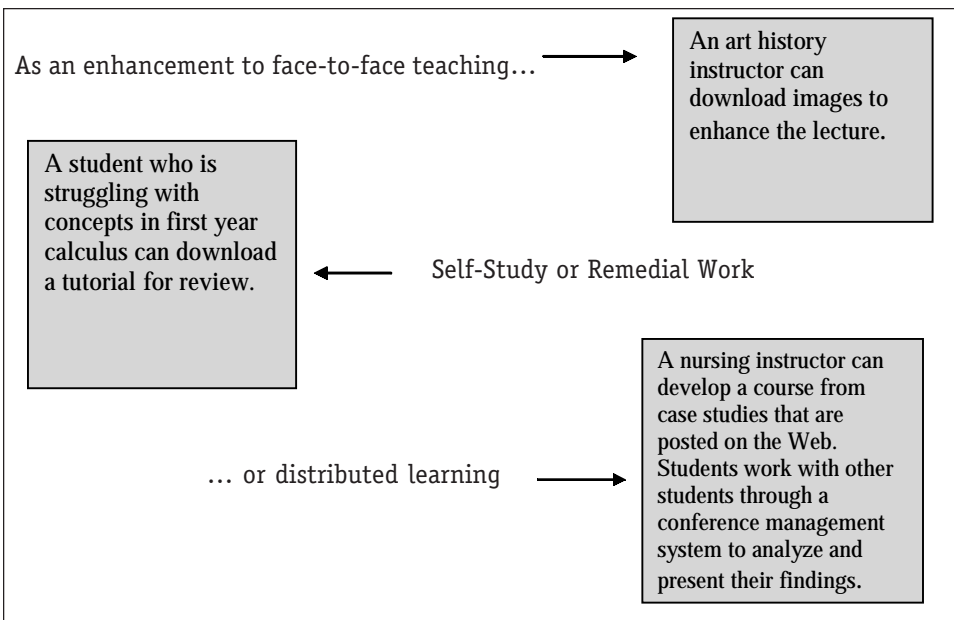 As an enhancement to face-to-face teaching…
An art history
instructor can
download images to
enhance the lecture.
A student who is
struggling with
concepts in first year
calculus can download
a tutorial for review.
Self-Study or Remedial Work
… or distributed learning
A nursing instructor can
develop a course from
case studies that are
posted on the Web.
Students work with other
students through a
conference management
system to analyze and
present their findings.